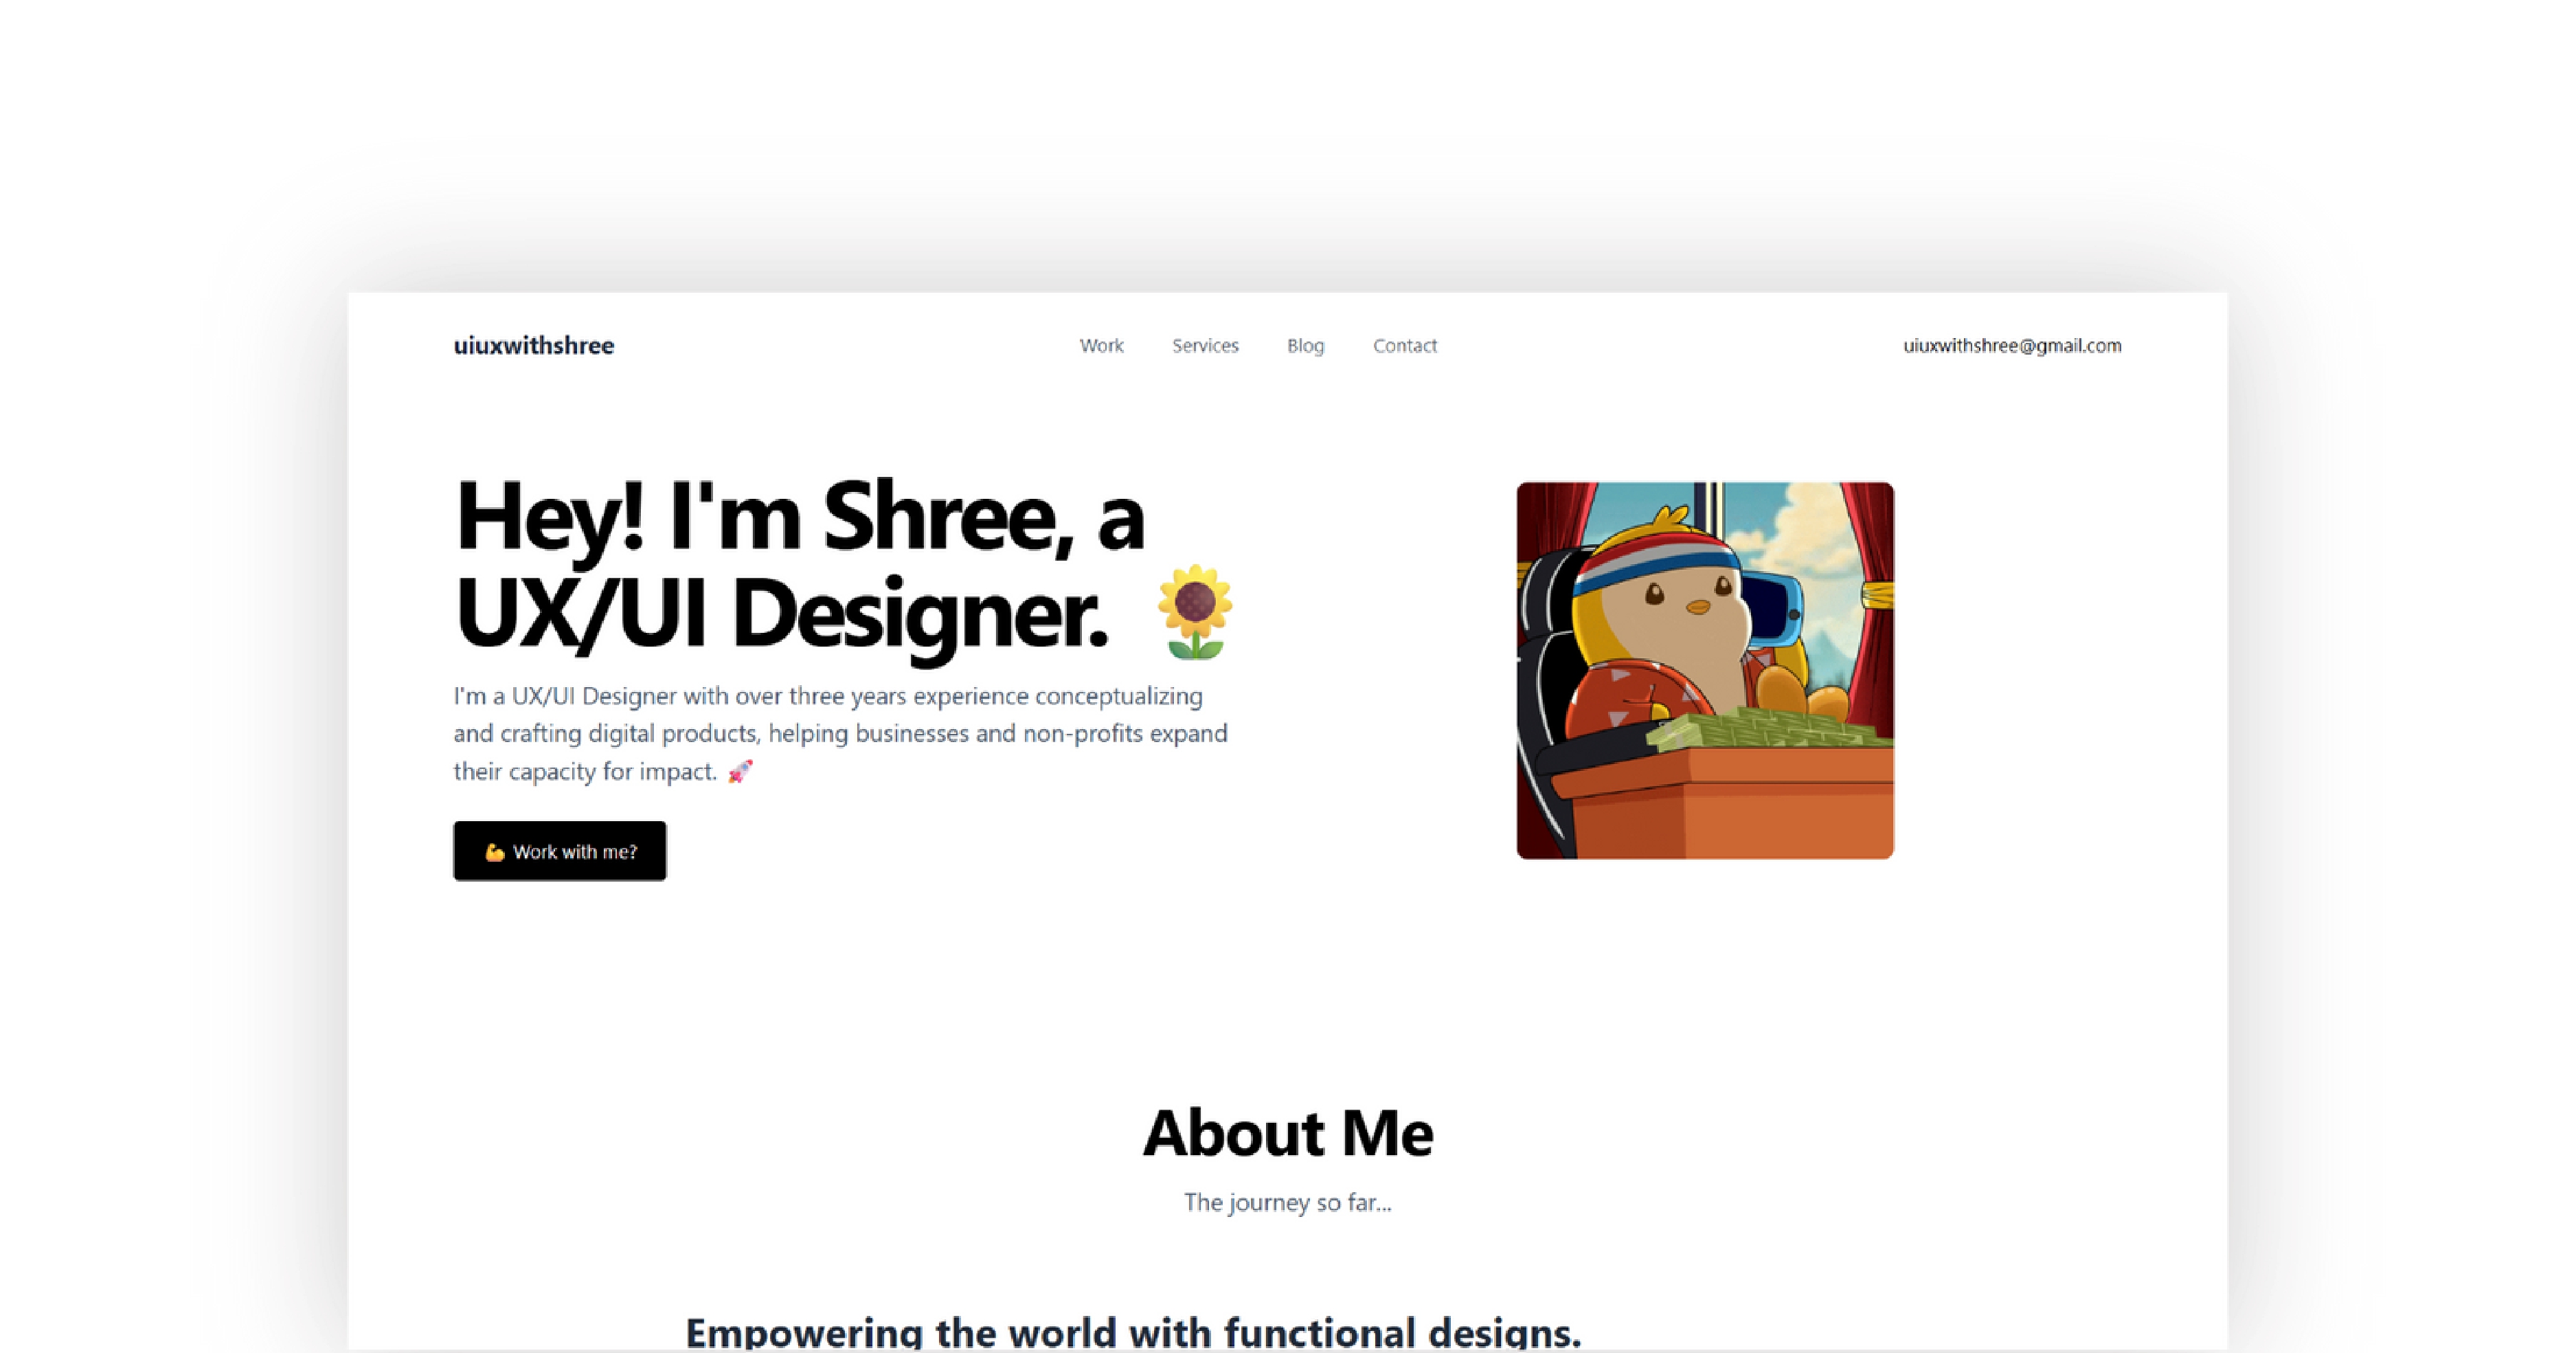 uiuxwithshree
Work
Services
Blog
Contact
uiuxwithshree@gmail.com
Hey! I'm Shree, a
UX/UI Designer. 🌻
I'm a UX/UI Designer with over three years experience conceptualizing
and crafting digital products, helping businesses and non-profits expand
their capacity for impact. 🚀
💪 Work with me?
About Me
The journey so far...
Empowering the world with functional designs.